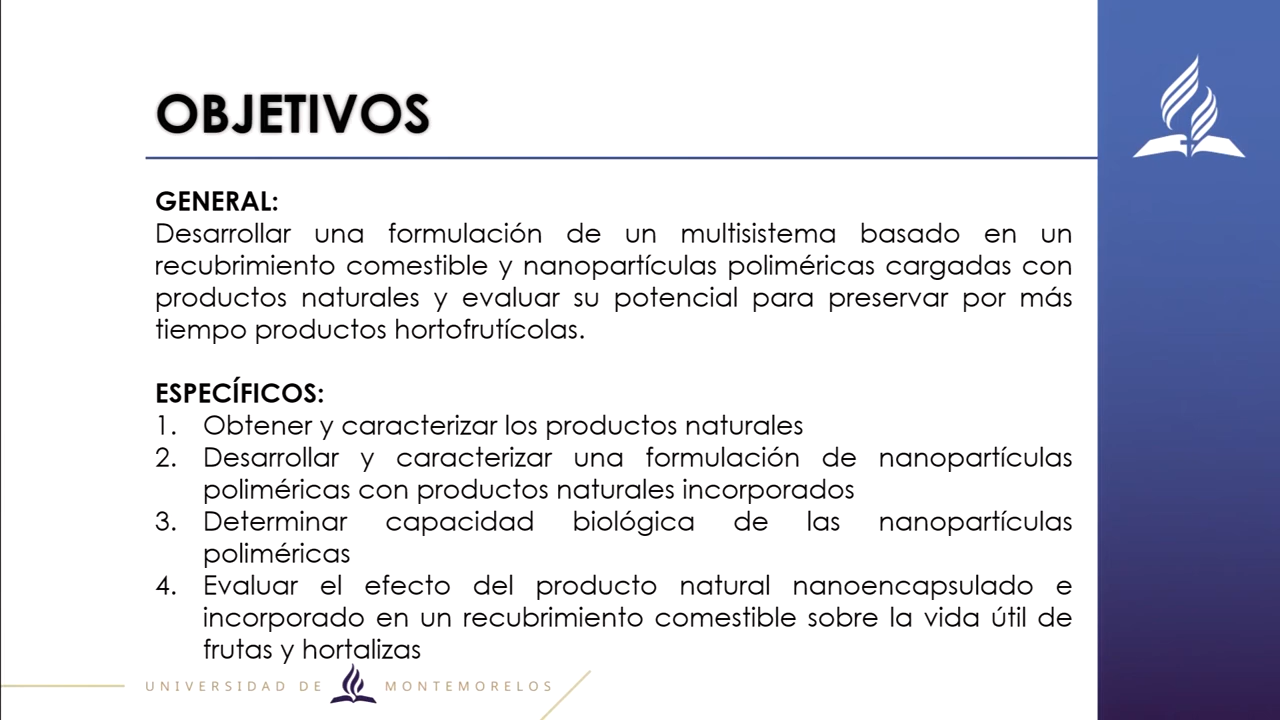 OBJETIVOS
GENERAL:
Desarrollar una formulación de un multisistema basado en un
recubrimiento comestible y nanopartículas poliméricas cargadas con
productos naturales y evaluar su potencial para preservar por más
tiempo productos hortofrutícolas.
ESPECÍFICOS:
1. Obtener y caracterizar los productos naturales
2. Desarrollar y caracterizar una formulación de nanopartículas
poliméricas con productos naturales incorporados
3. Determinar capacidad biológica de las nanopartículas
poliméricas
4. Evaluar el efecto del producto natural nanoencapsulado e
incorporado en un recubrimiento comestible sobre la vida útil de
frutas y hortalizas
UNIVERSIDAD DE MONTEMORELOS